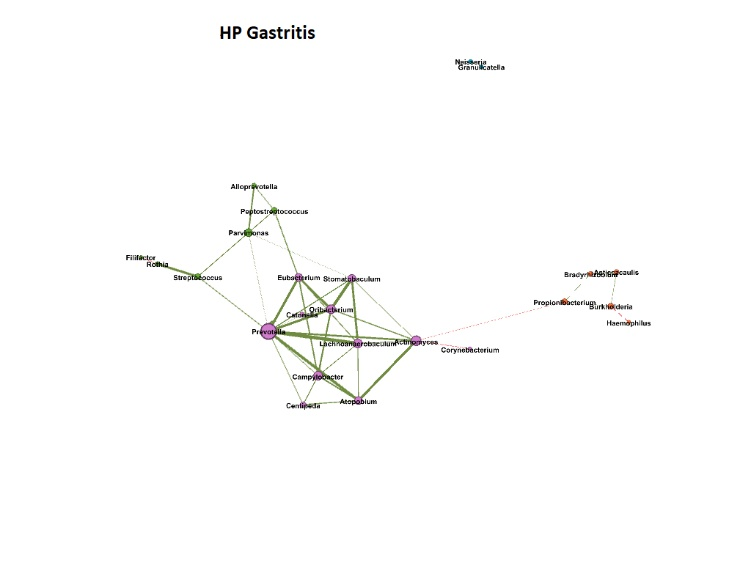 HP Gastritis
Neisseria
Granulicatella
Alloprevotella
Peptostreptococcus
Parvimonas
Filifactor
Rothia
Streptococcus
Eubacterium
Stomatobaculum
Oribacterium
Catonella
Prevotella
Lachnoanaerobaculum
Actinomyces
Corynebacterium
Campylobacter
Centipeda
Atopobium
Bradyrhizobium
Propionibacterium
Burkholderia
Haemophilus